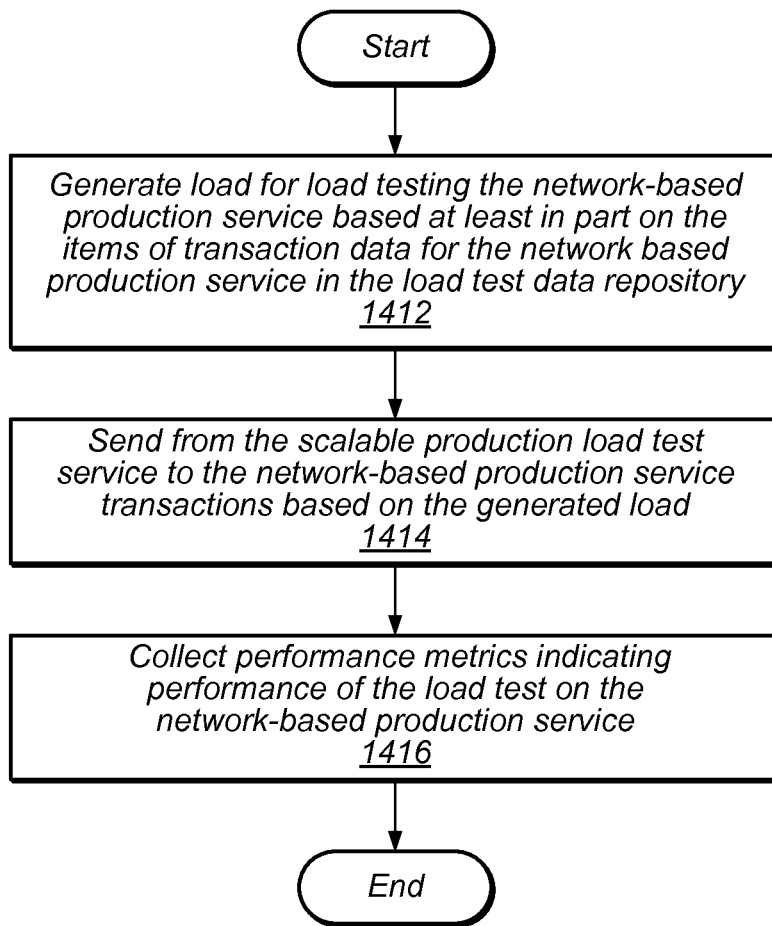 Start
Generate load for load testing the network-based
production service based at least in part on the
items of transaction data for the network based
production service in the load test data repository
1412
Send from the scalable production load test
service to the network-based production service
transactions based on the generated load
1414
Collect performance metrics indicating
performance of the load test on the
network-based production service
1416
End